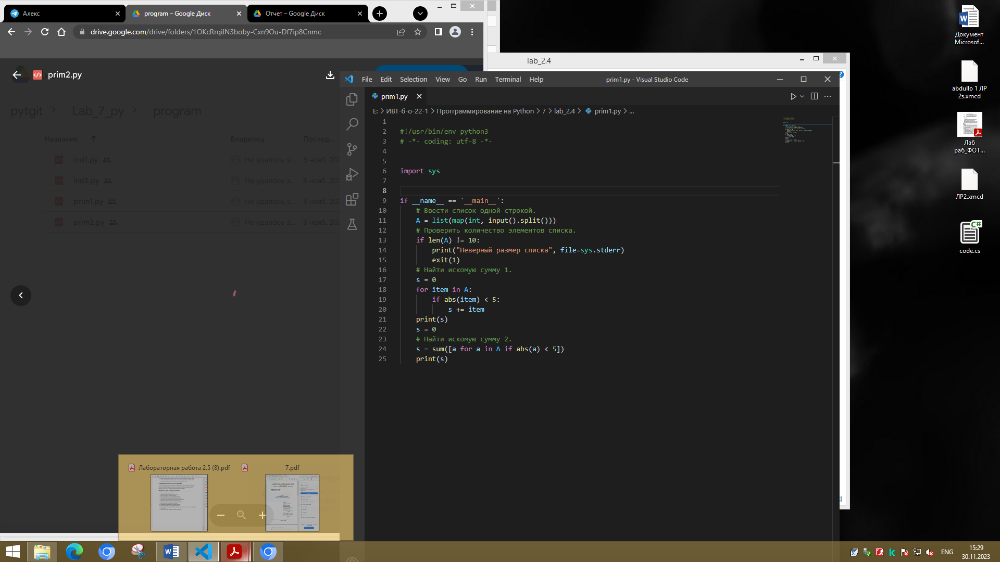 Алекс
program – Google Диск
Отчет – Google Диск
drive.google.com/drive/folders/1OKcRrqilN3boby-Cxn9Ou-Df7ip8Cnmc
prim2.py
pytgit
Lab_7_py
program
Название
Владелец
Послед...
ind1.py
Не удалось з...
8 нояб. 202
ind2.py
Не удалось з...
8 нояб. 202
prim1.py
Не удалось з...
8 нояб. 202
prim2.py
Не удалось з...
8 нояб. 202
lab_2.4
File Edit Selection View Go Run Terminal Help
prim1.py - Visual Studio Code
prim1.py
E: > ИВТ-б-о-22-1 > Прогграммирование на Python > 7 > lab_2.4 > prim1.py > ...
1
2 #!/usr/bin/env python3
3 # -*- coding: utf-8 -*-
4
5
6 import sys
7
8
9 if __name__ == '__main__':
10 # Ввести список одной строкой.
11 A = list(map(int, input().split()))
12 # Проверить количество элементов списка.
13 if len(A) != 10:
14 print("Неверный размер списка", file=sys.stderr)
15 exit(1)
16 # Найти искомую сумму 1.
17 s = 0
18 for item in A:
19 if abs(item) < 5:
20 s += item
21 print(s)
22 s = 0
23 # Найти искомую сумму 2.
24 s = sum([a for a in A if abs(a) < 5])
25 print(s)
Документ
Microsof...
abdullo 1 ЛР
2з.xmcd
Лаб
раб_ФОТ...
ЛР2.xmcd
C#
code.cs
Лабораторная работа 2.5 (8).pdf
7.pdf
ENG
15:29
30.11.2023